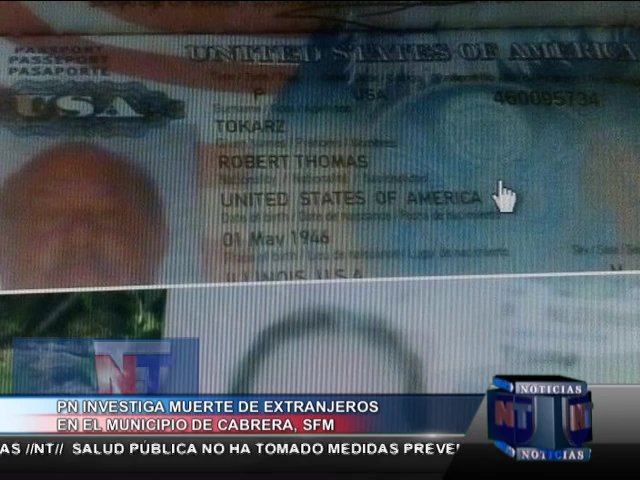 PASSPORT
PASSEPORT
PASAPORTE
UNITED STATES OF AMERICA
USA
P USA 460095734
TOKARZ
ROBERT THOMAS
UNITED STATES OF AMERICA
01 May 1946
ILLINOIS, U.S.A.
NT
PN INVESTIGA MUERTE DE EXTRANJEROS
EN EL MUNICIPIO DE CABRERA, SFM
NOTICIAS
NT NT
NOTICIAS
AS //NT// SALUD PÚBLICA NO HA TOMADO MEDIDAS PREVE